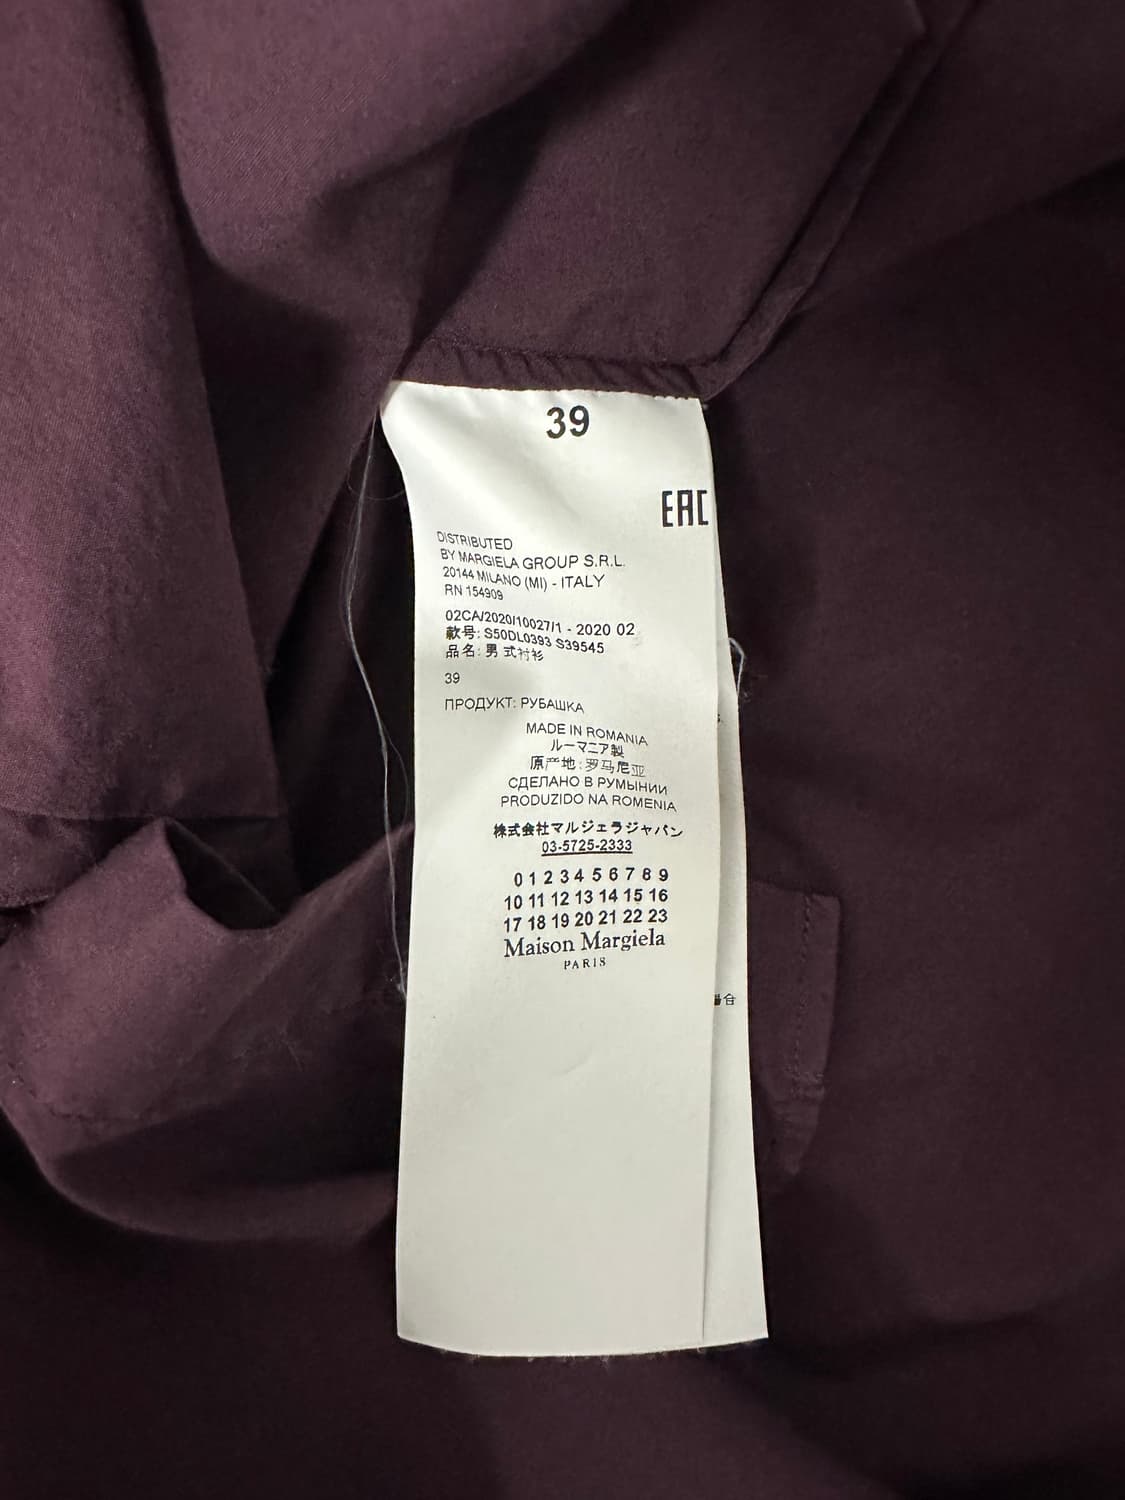 39
EAC
DISTRIBUTED
BY MARGIELA GROUP S.R.L.
20144 MILANO (MI) - ITALY
RN 154909
02CA/2020/10027/1 - 2020 02
款号: S50DL0393 S39545
品名: 男式衬衫
39
ПРОДУКТ: РУБАШКА
MADE IN ROMANIA
ルーマニア製
原产地: 罗马尼亚
СДЕЛАНО В РУМЫНИИ
PRODUZIDO NA ROMENIA
株式会社マルジェラジャパン
03-5725-2333
0 1 2 3 4 5 6 7 8 9
10 11 12 13 14 15 16
17 18 19 20 21 22 23
Maison Margiela
PARIS